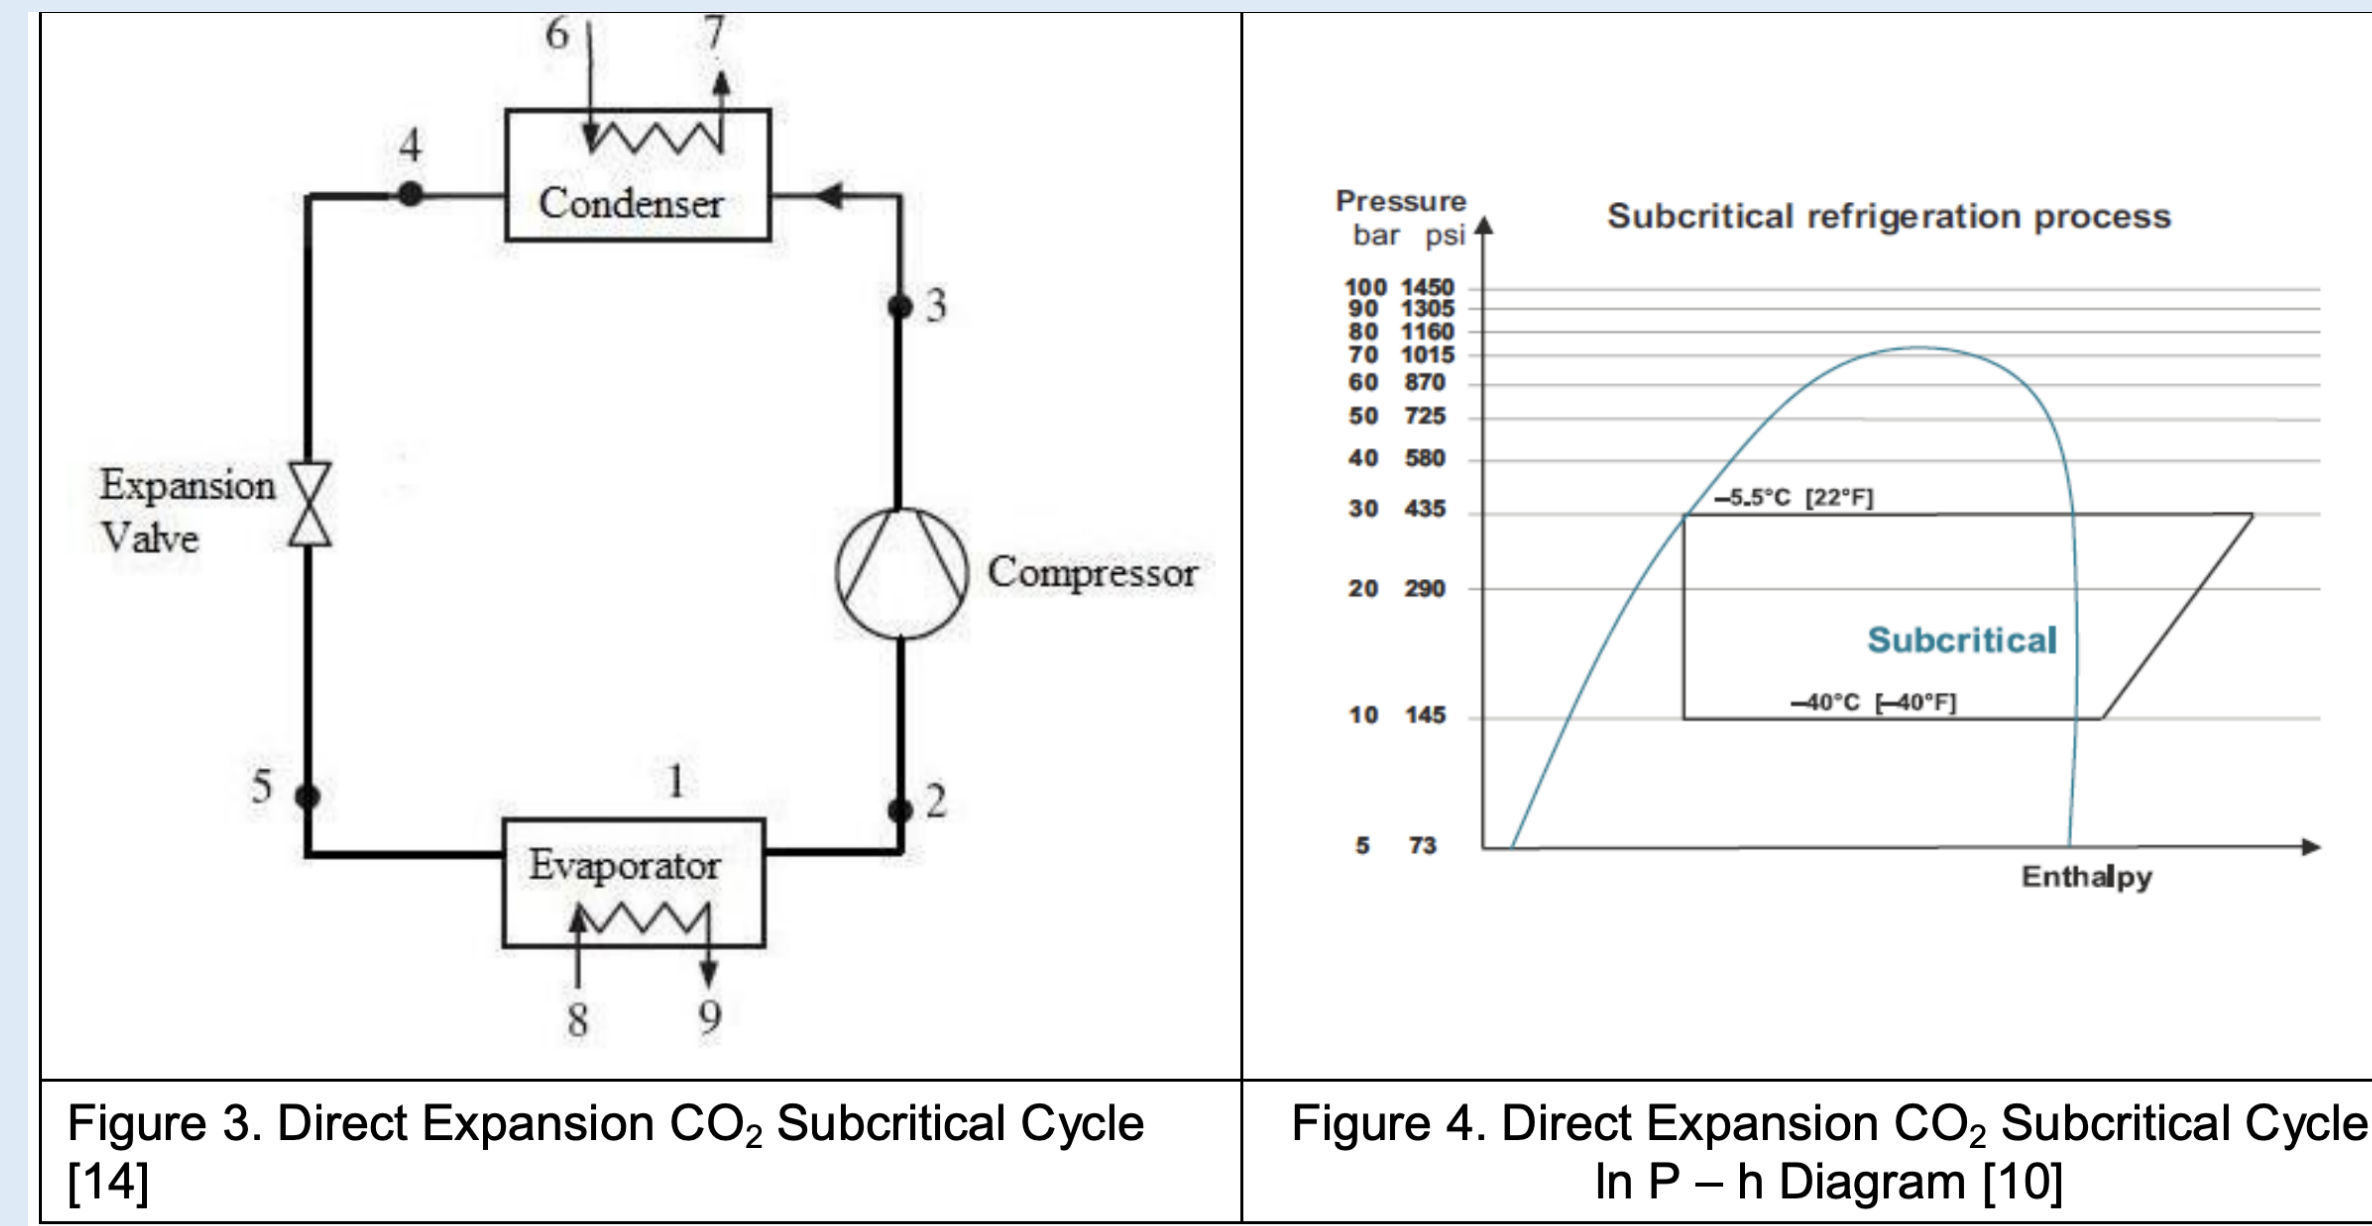 6 7
4
Condenser
3
Expansion
Valve
Compressor
5
1
2
Evaporator
8 9
Pressure
bar psi
Subcritical refrigeration process
100 1450
90 1305
80 1160
70 1015
60 870
50 725
40 580
30 435
20 290
10 145
5 73
–5.5°C [22°F]
Subcritical
–40°C [–40°F]
Enthalpy
Figure 3. Direct Expansion CO₂ Subcritical Cycle
[14]
Figure 4. Direct Expansion CO₂ Subcritical Cycle
In P – h Diagram [10]